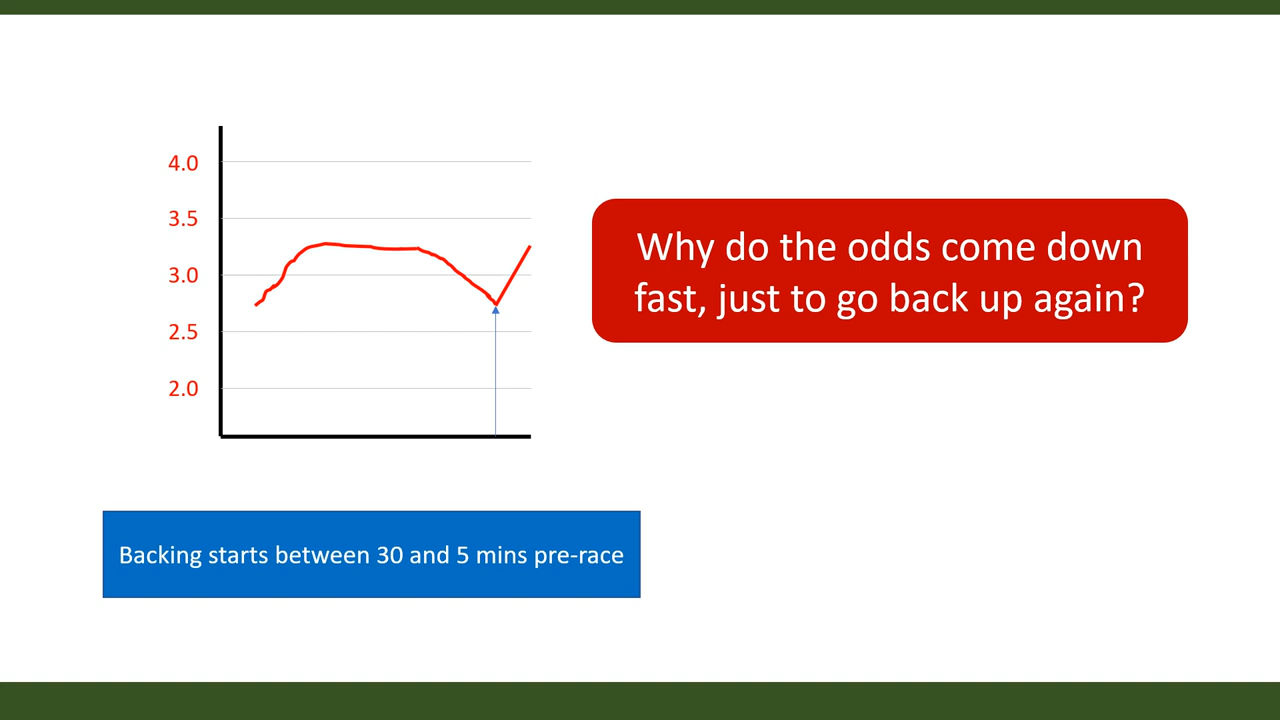 4.0
3.5
3.0
2.5
2.0
Why do the odds come down
fast, just to go back up again?
Backing starts between 30 and 5 mins pre-race